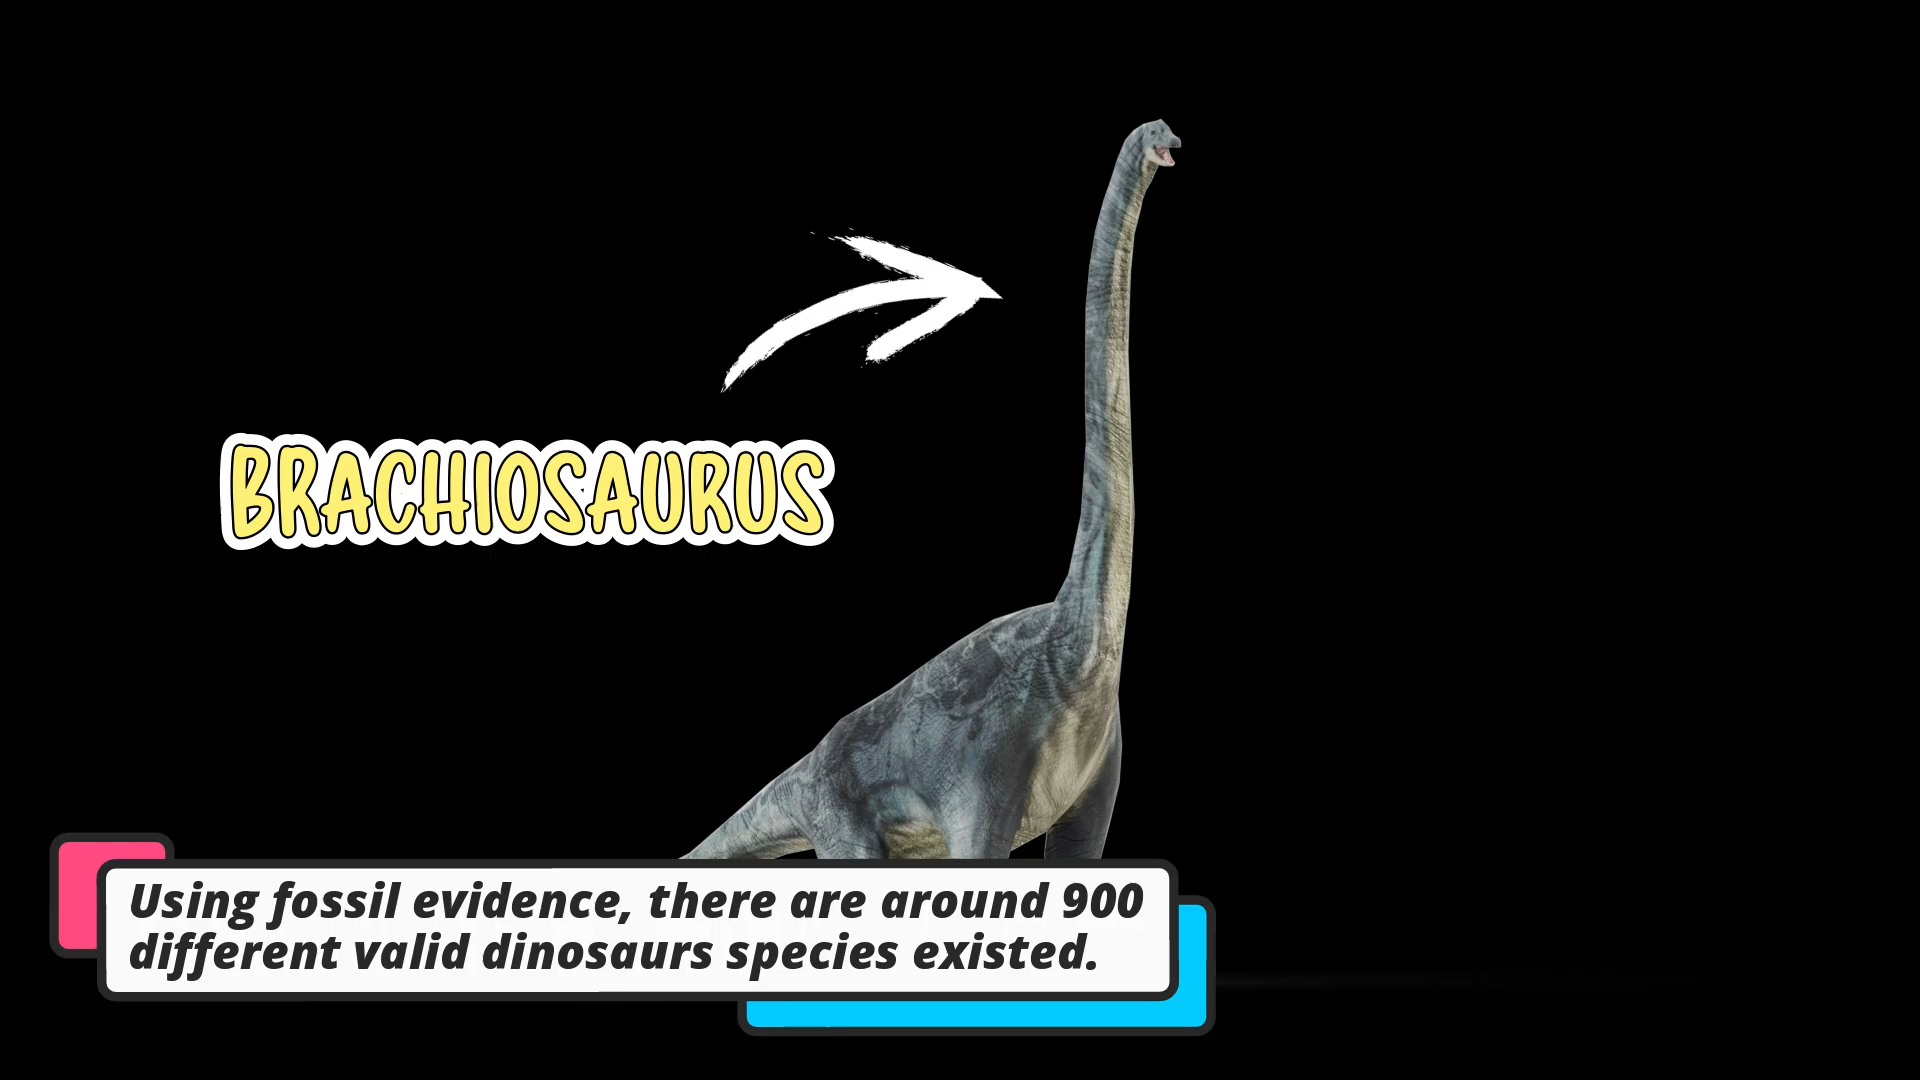 BRACHIOSAURUS
Using fossil evidence, there are around 900
different valid dinosaurs species existed.